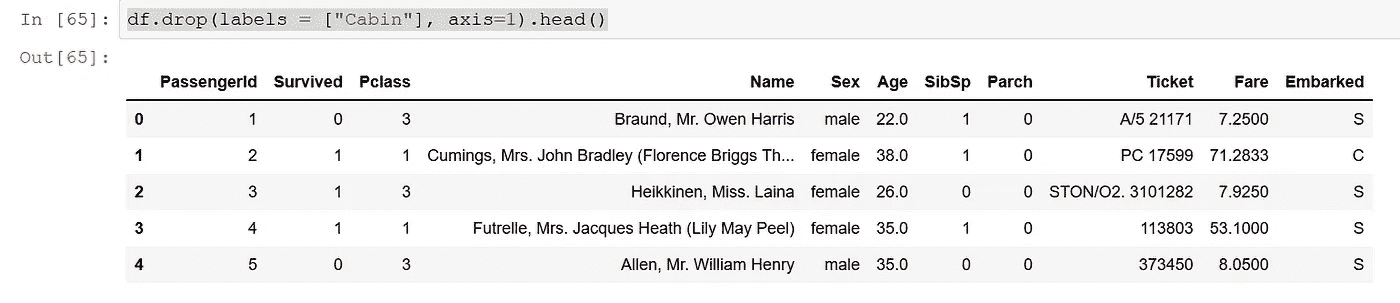 In [65]: df.drop(labels = ["Cabin"], axis=1).head()
Out[65]:
PassengerId Survived Pclass Name Sex Age SibSp Parch Ticket Fare Embarked
0 1 0 3 Braund, Mr. Owen Harris male 22.0 1 0 A/5 21171 7.2500 S
1 2 1 1 Cumings, Mrs. John Bradley (Florence Briggs Th... female 38.0 1 0 PC 17599 71.2833 C
2 3 1 3 Heikkinen, Miss. Laina female 26.0 0 0 STON/O2. 3101282 7.9250 S
3 4 1 1 Futrelle, Mrs. Jacques Heath (Lily May Peel) female 35.0 1 0 113803 53.1000 S
4 5 0 3 Allen, Mr. William Henry male 35.0 0 0 373450 8.0500 S